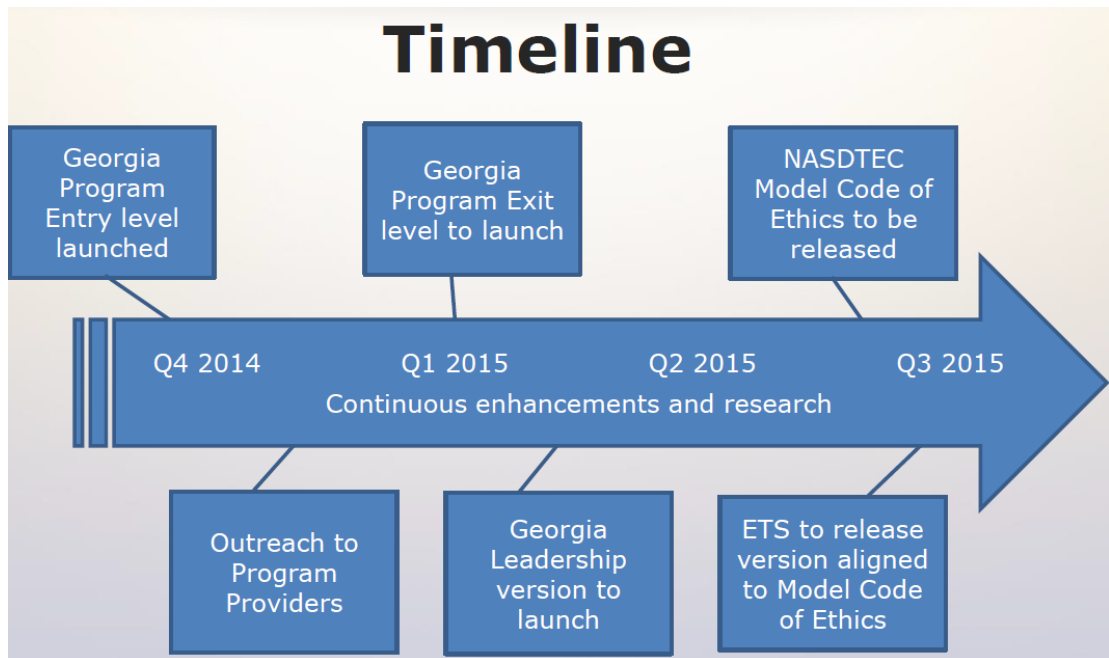 Timeline
Georgia
Program
Entry level
launched
Georgia
Program Exit
level to launch
NASDTEC
Model Code of
Ethics to be
released
Q4 2014
Q1 2015
Q2 2015
Q3 2015
Continuous enhancements and research
Outreach to
Program
Providers
Georgia
Leadership
version to
launch
ETS to release
version aligned
to Model Code
of Ethics